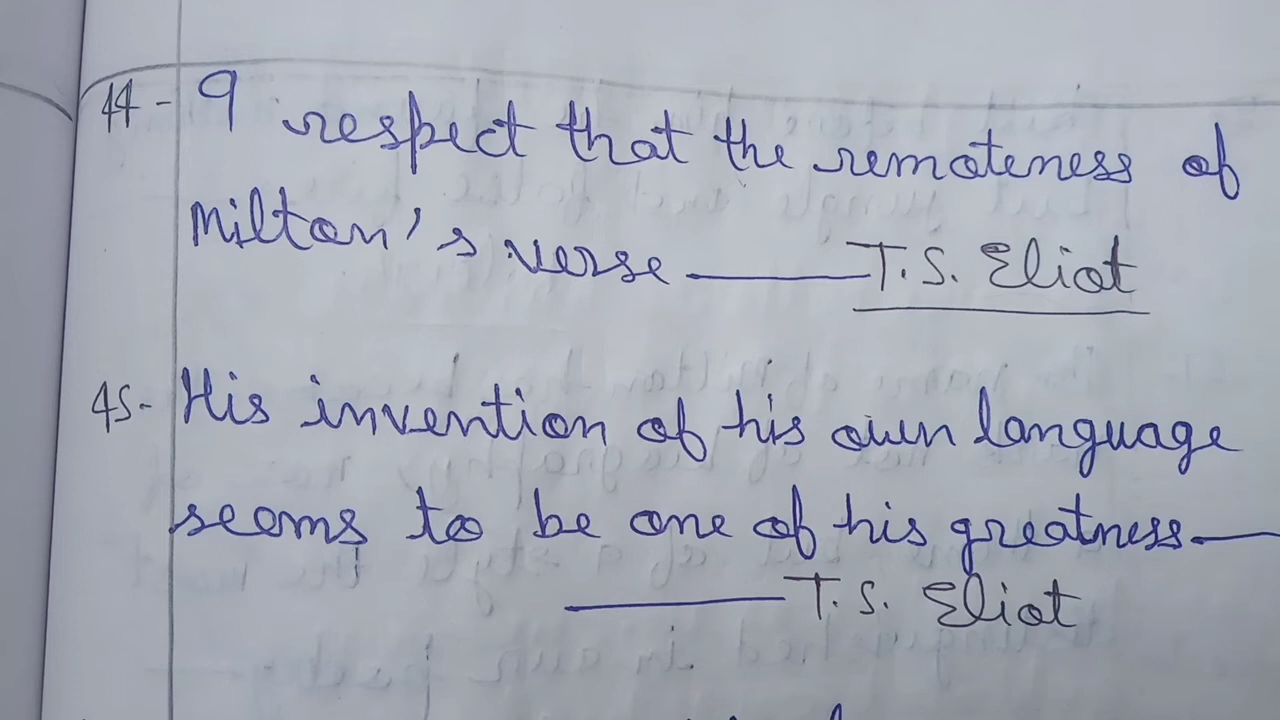 44- I respect that the remoteness of
Milton's verse — T.S. Eliot
45- His invention of his own language
seems to be one of his greatness —
— T.S. Eliot